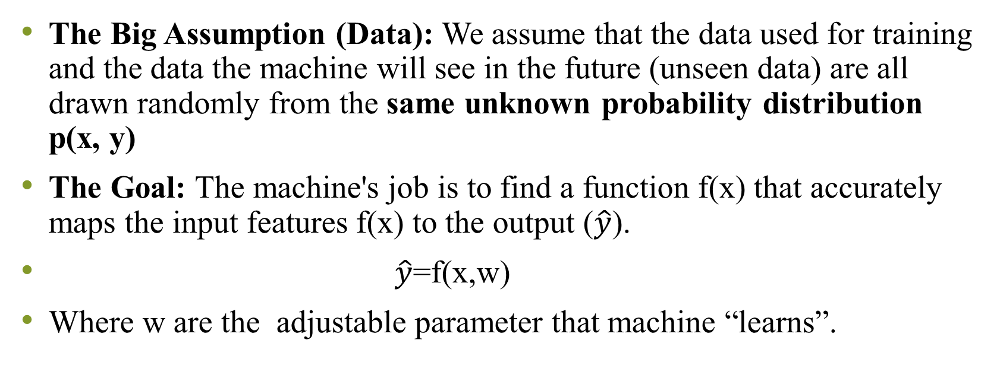 • The Big Assumption (Data): We assume that the data used for training
and the data the machine will see in the future (unseen data) are all
drawn randomly from the same unknown probability distribution
p(x, y)
• The Goal: The machine's job is to find a function f(x) that accurately
maps the input features f(x) to the output (ŷ).
• ŷ=f(x,w)
• Where w are the  adjustable parameter that machine “learns”.